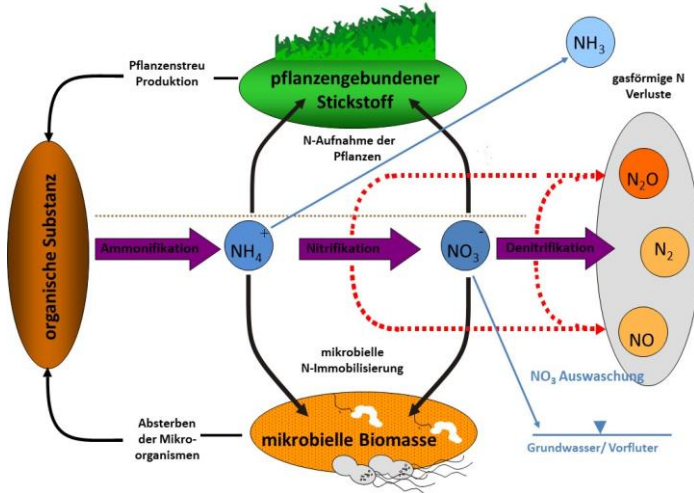 Pflanzenstreu
Produktion
pflanzengebundener
Stickstoff
NH3
gasförmige N
Verluste
N-Aufnahme der
Pflanzen
organische Substanz
N2O
Ammonifikation
NH4+
Nitrifikation
NO3-
Denitrifikation
N2
NO
mikrobielle
N-Immobilisierung
NO3 Auswaschung
Absterben
der Mikro-
organismen
mikrobielle Biomasse
Grundwasser/ Vorfluter